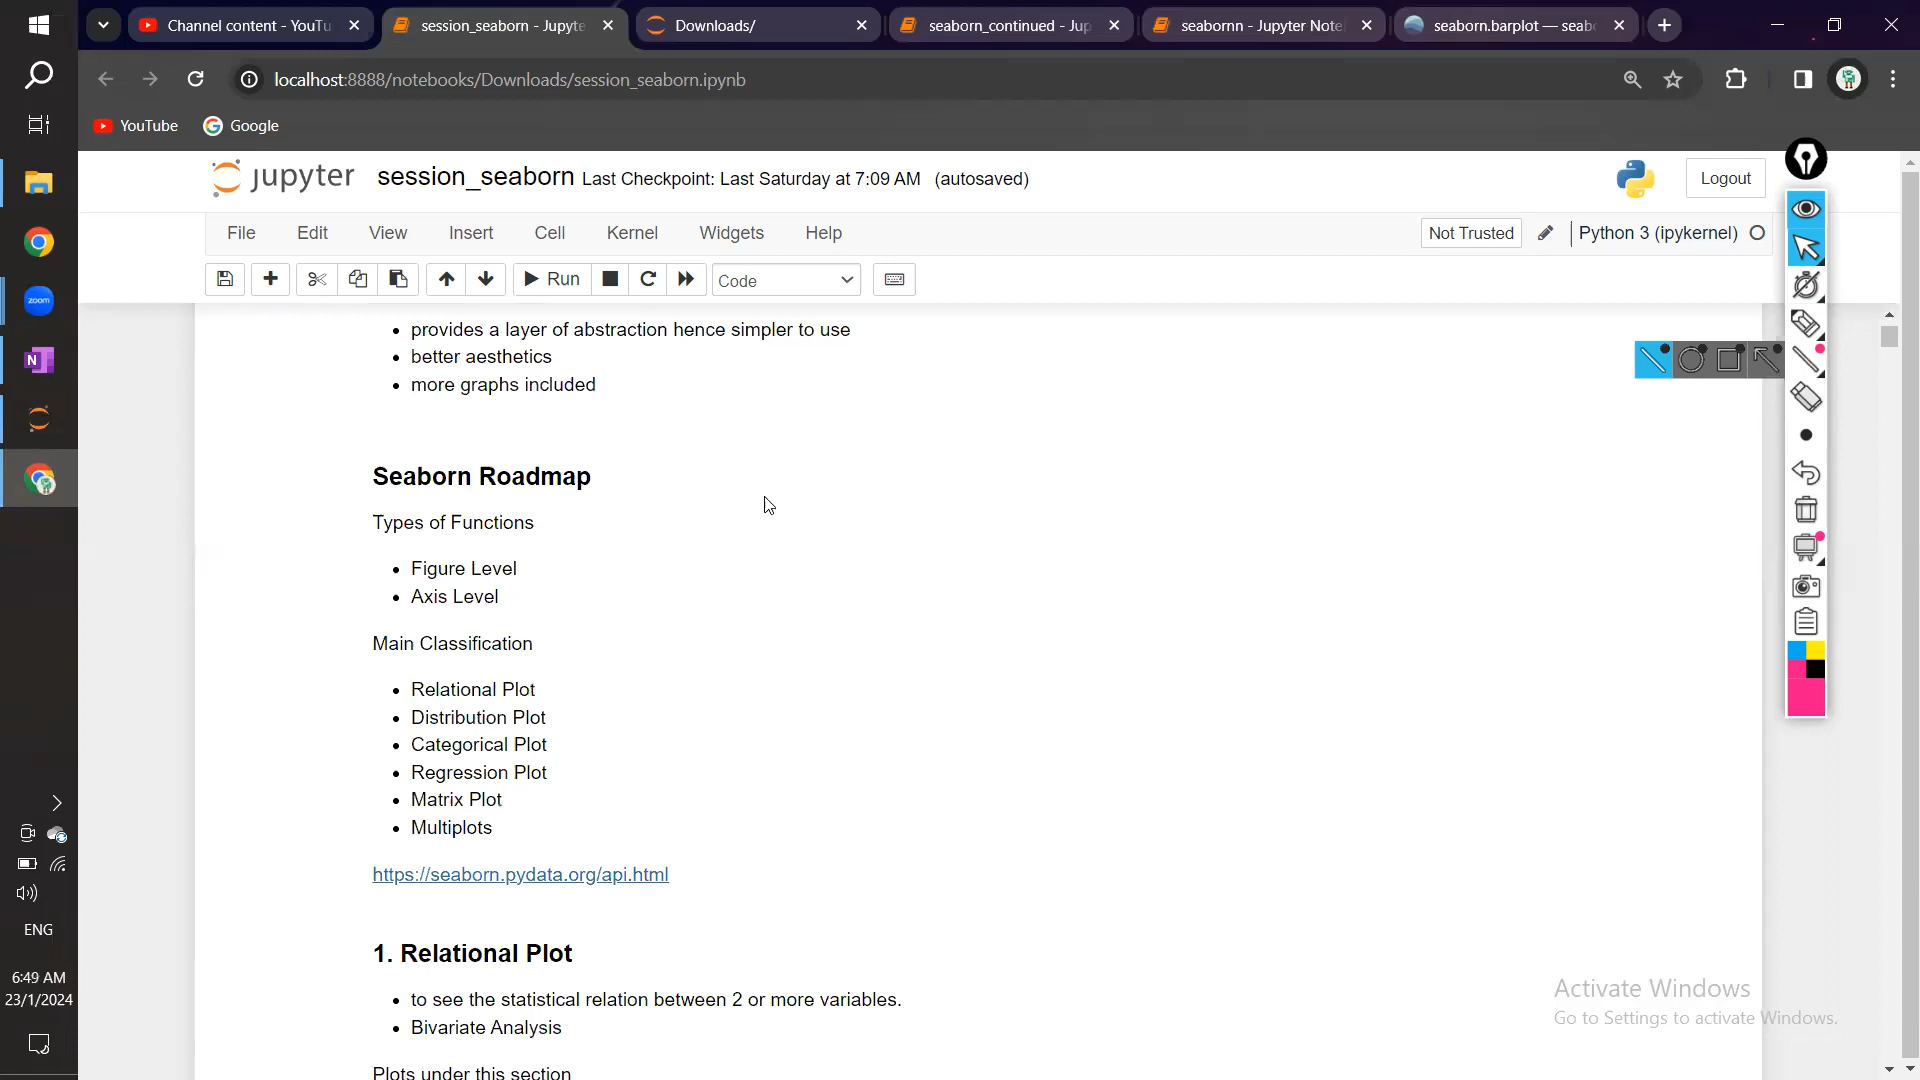 Channel content - YouTu
session_seaborn - Jupyte
Downloads/
seaborn_continued - Jup
seabornn - Jupyter Note
seaborn.barplot — seab
localhost:8888/notebooks/Downloads/session_seaborn.ipynb
YouTube
Google
jupyter session_seaborn Last Checkpoint: Last Saturday at 7:09 AM (autosaved)
Logout
File Edit View Insert Cell Kernel Widgets Help
Not Trusted
Python 3 (ipykernel)
Run
Code
zoom
N
provides a layer of abstraction hence simpler to use
better aesthetics
more graphs included
Seaborn Roadmap
Types of Functions
Figure Level
Axis Level
Main Classification
Relational Plot
Distribution Plot
Categorical Plot
Regression Plot
Matrix Plot
Multiplots
https://seaborn.pydata.org/api.html
1. Relational Plot
to see the statistical relation between 2 or more variables.
Bivariate Analysis
Plots under this section
ENG
6:49 AM
23/1/2024
Activate Windows
Go to Settings to activate Windows.